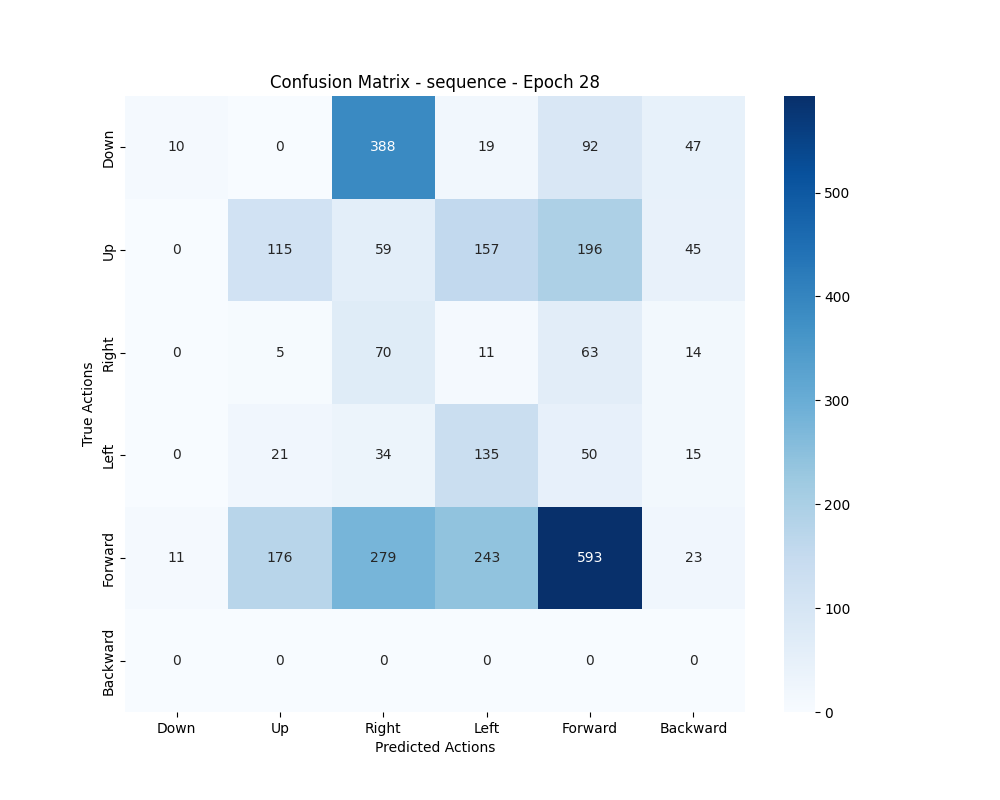 Confusion Matrix - sequence - Epoch 28
True Actions
Down 10 0 388 19 92 47
Up 0 115 59 157 196 45
Right 0 5 70 11 63 14
Left 0 21 34 135 50 15
Forward 11 176 279 243 593 23
Backward 0 0 0 0 0 0
Down Up Right Left Forward Backward
Predicted Actions
500
400
300
200
100
0